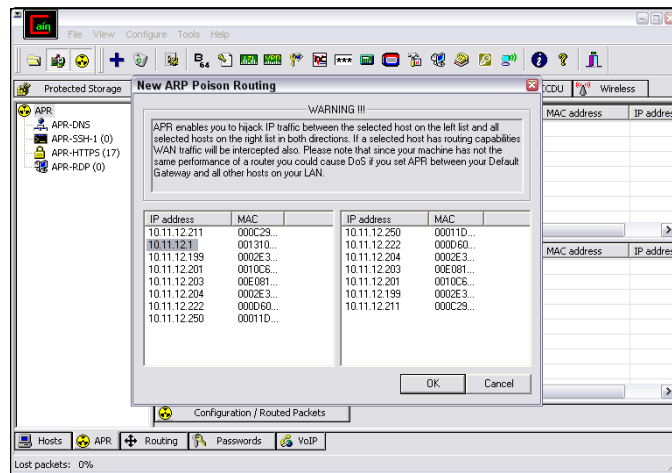 Cain
File View Configure Tools Help
B64
Protected Storage
New ARP Poison Routing
CDU
Wireless
APR
APR-DNS
APR-SSH-1 (0)
APR-HTTPS (17)
APR-RDP (0)
WARNING !!!
APR enables you to hijack IP traffic between the selected host on the left list and all
selected hosts on the right list in both directions. If a selected host has routing capabilities
WAN traffic will be intercepted also. Please note that since your machine has not the
same performance of a router you could cause DoS if you set APR between your Default
Gateway and all other hosts on your LAN.
MAC address IP addres
IP address MAC
10.11.12.211 000C29...
10.11.12.1 001310...
10.11.12.199 0002E3...
10.11.12.201 0010C6...
10.11.12.203 00E081...
10.11.12.204 0002E3...
10.11.12.222 000D60...
10.11.12.250 00011D...
IP address MAC
10.11.12.250 00011D...
10.11.12.222 000D60...
10.11.12.204 0002E3...
10.11.12.203 00E081...
10.11.12.201 0010C6...
10.11.12.199 0002E3...
10.11.12.211 000C29...
MAC address IP addres
OK Cancel
Configuration / Routed Packets
Hosts APR Routing Passwords VoIP
Lost packets: 0%